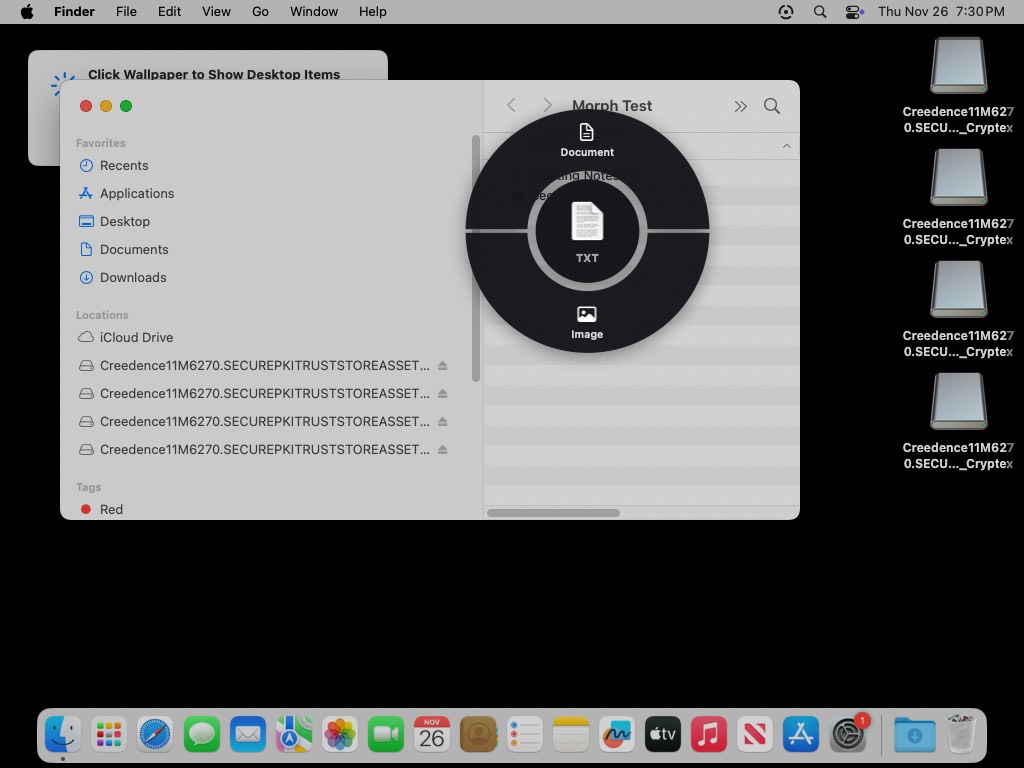 Finder File Edit View Go Window Help Thu Nov 26 7:30 PM
Click Wallpaper to Show Desktop Items
Morph Test
Favorites
Recents
Applications
Desktop
Documents
Downloads
Locations
iCloud Drive
Creedence11M6270.SECUREPKITRUSTSTOREASSET...
Creedence11M6270.SECUREPKITRUSTSTOREASSET...
Creedence11M6270.SECUREPKITRUSTSTOREASSET...
Creedence11M6270.SECUREPKITRUSTSTOREASSET...
Tags
Red
Document
TXT
Image
Creedence11M627
0.SECU..._Cryptex
Creedence11M627
0.SECU..._Cryptex
Creedence11M627
0.SECU..._Cryptex
Creedence11M627
0.SECU..._Cryptex
NOV
26
tv
1